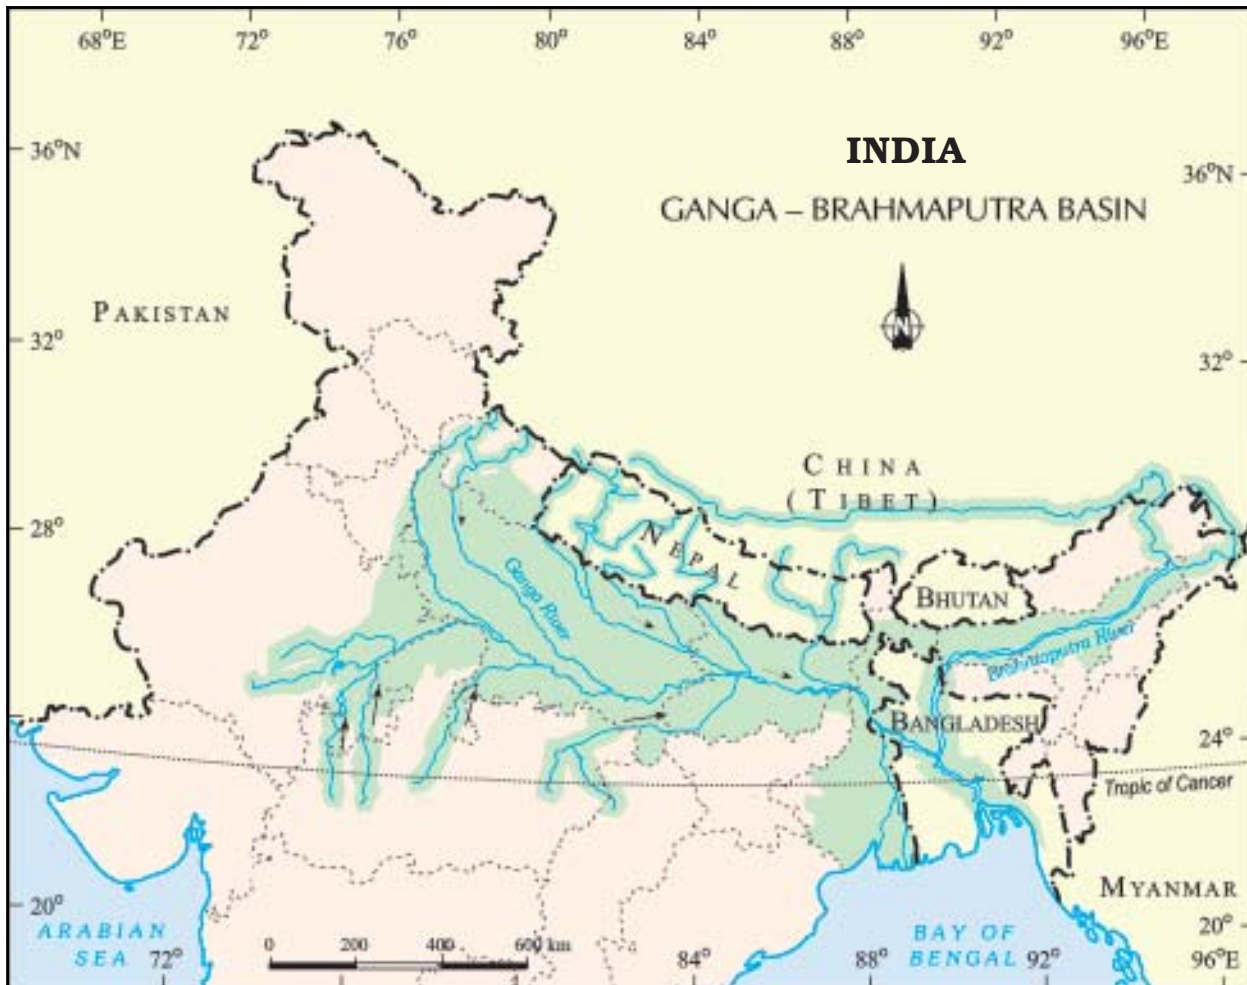 68°E 72° 76° 80° 84° 88° 92° 96°E
36°N
INDIA
36°N
GANGA – BRAHMAPUTRA BASIN
N
PAKISTAN
32°
32°
CHINA
(TIBET)
28°
NEPAL
BHUTAN
Ganga River
Brahmaputra River
BANGLADESH
24°
Tropic of Cancer
MYANMAR
20°
20°
ARABIAN
SEA
BAY OF
BENGAL
0 200 400 600 km
72° 84° 88° 92° 96°E